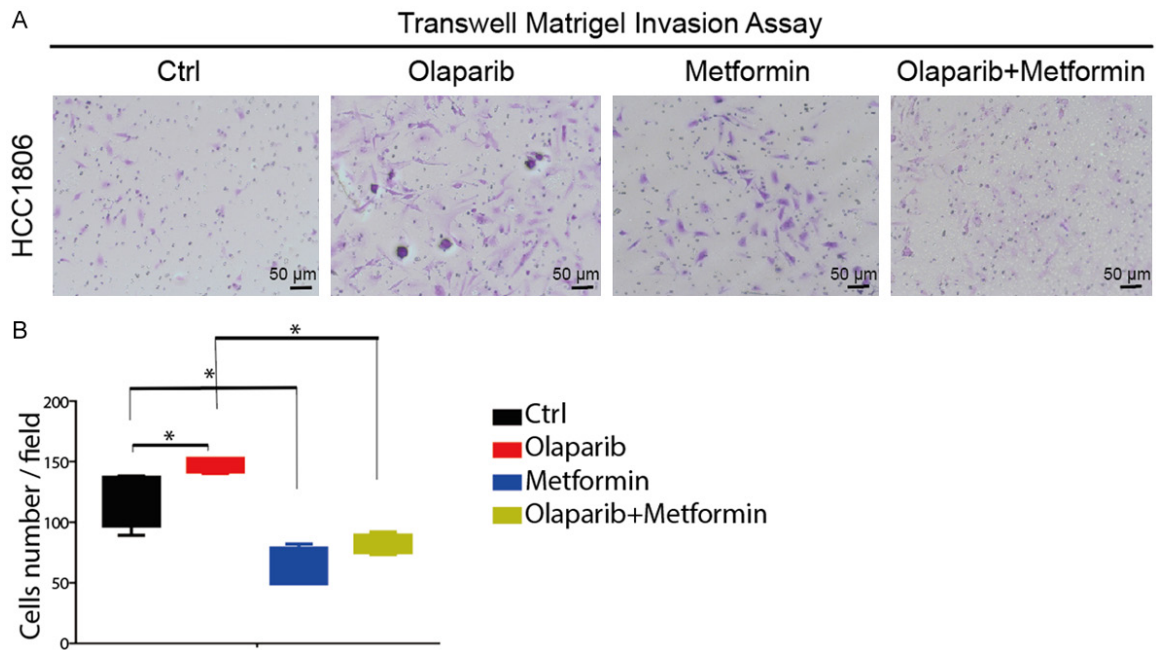 A
Transwell Matrigel Invasion Assay
Ctrl
Olaparib
Metformin
Olaparib+Metformin
HCC1806
50 µm
50 µm
50 µm
50 µm
B
*
*
*
Cells number / field
200
150
100
50
0
Ctrl
Olaparib
Metformin
Olaparib+Metformin